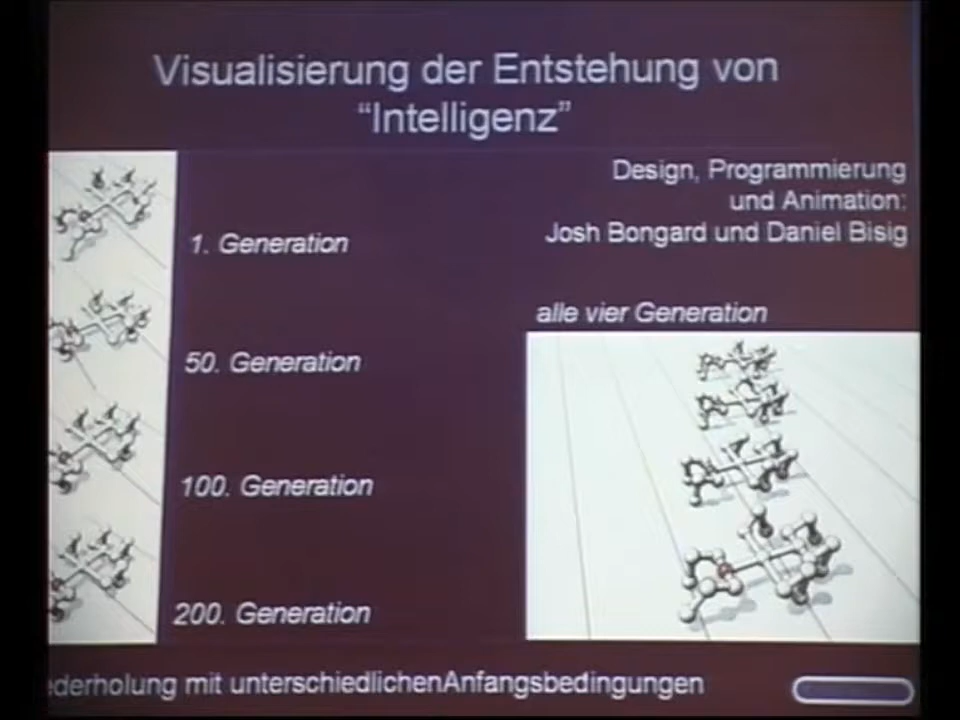 Visualisierung der Entstehung von
“Intelligenz”
Design, Programmierung
und Animation:
Josh Bongard und Daniel Bisig
1. Generation
alle vier Generation
50. Generation
100. Generation
200. Generation
ederholung mit unterschiedlichenAnfangsbedingungen